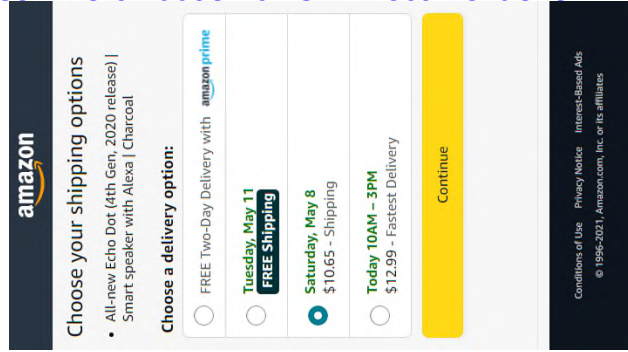 amazon
Choose your shipping options
• All-new Echo Dot (4th Gen, 2020 release) |
Smart speaker with Alexa | Charcoal
Choose a delivery option:
FREE Two-Day Delivery with amazon prime
Tuesday, May 11
FREE Shipping
Saturday, May 8
$10.65 - Shipping
Today 10AM – 3PM
$12.99 - Fastest Delivery
Continue
Conditions of Use Privacy Notice Interest-Based Ads
© 1996-2021, Amazon.com, Inc. or its affiliates